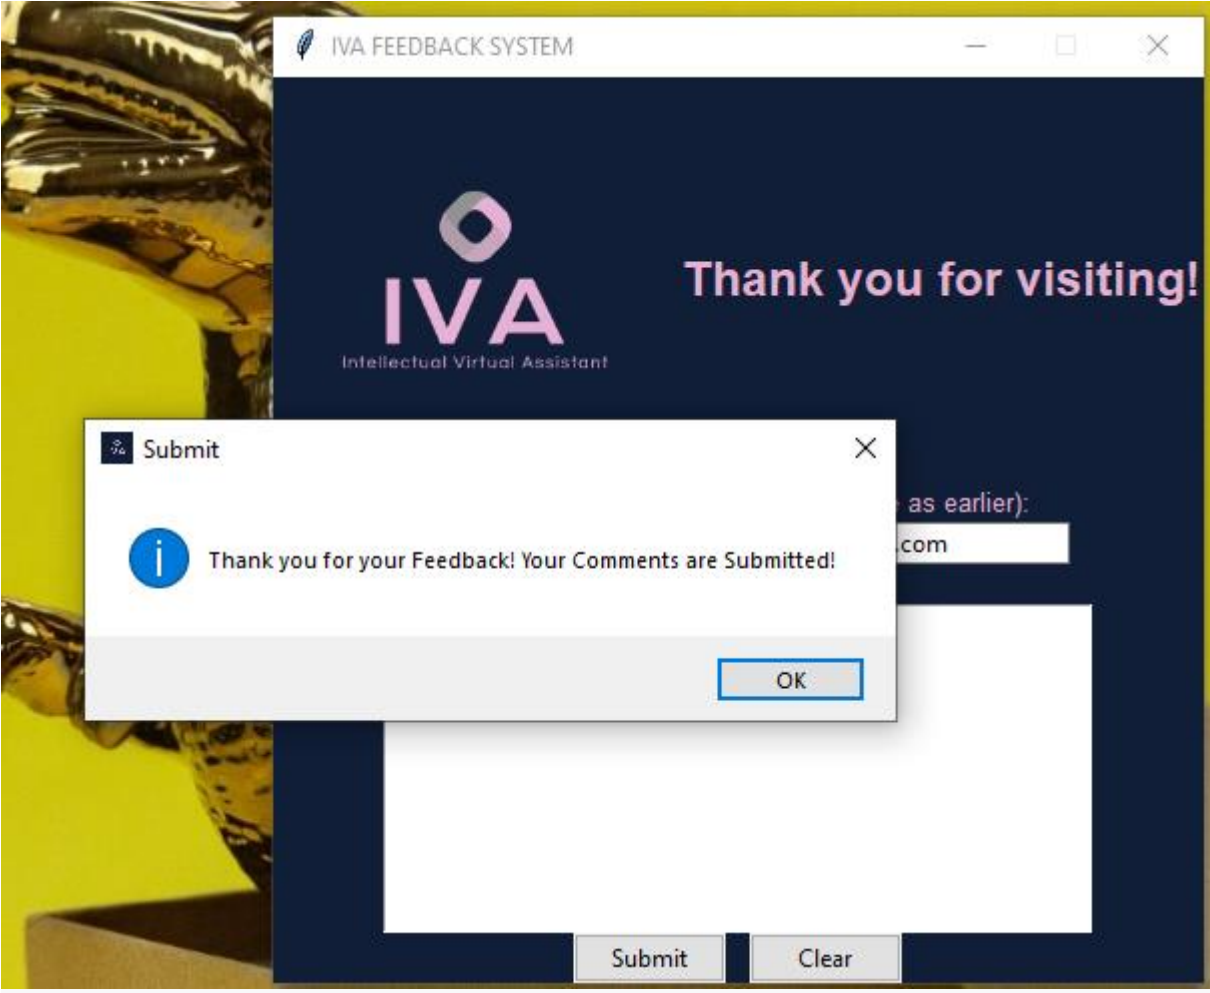 IVA FEEDBACK SYSTEM
IVA
Intellectual Virtual Assistant
Thank you for visiting!
Submit
as earlier):
.com
Thank you for your Feedback! Your Comments are Submitted!
OK
Submit
Clear